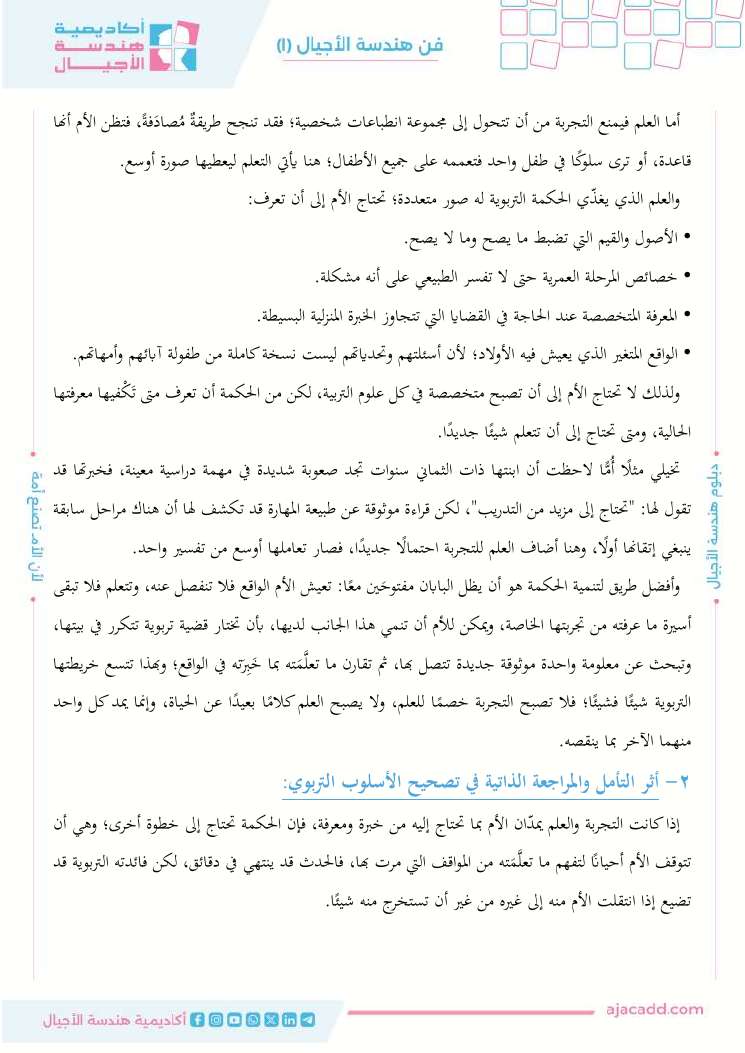 أكاديمية
هندسة
الأجيال
فن هندسة الأجيال (١)
أما العلم فيمنع التجربة من أن تتحول إلى مجموعة انطباعات شخصية؛ فقد تنجح طريقةٌ مُصادَفةً، فتظن الأم أنها
قاعدة، أو ترى سلوكًا في طفل واحد فتعممه على جميع الأطفال؛ هنا يأتي التعلم ليعطيها صورة أوسع.
والعلم الذي يغذّي الحكمة التربوية له صور متعددة؛ تحتاج الأم إلى أن تعرف:
• الأصول والقيم التي تضبط ما يصح وما لا يصح.
• خصائص المرحلة العمرية حتى لا تفسر الطبيعي على أنه مشكلة.
• المعرفة المتخصصة عند الحاجة في القضايا التي تتجاوز الخبرة المنزلية البسيطة.
• الواقع المتغير الذي يعيش فيه الأولاد؛ لأن أسئلتهم وتحدياتهم ليست نسخة كاملة من طفولة آبائهم وأمهاتهم.
ولذلك لا تحتاج الأم إلى أن تصبح متخصصة في كل علوم التربية، لكن من الحكمة أن تعرف متى تَكْفيها معرفتها
الحالية، ومتى تحتاج إلى أن تتعلم شيئًا جديدًا.
تخيلي مثلًا أُمًّا لاحظت أن ابنتها ذات الثماني سنوات تجد صعوبة شديدة في مهمة دراسية معينة، فخبرتها قد
تقول لها: "تحتاج إلى مزيد من التدريب"، لكن قراءة موثوقة عن طبيعة المهارة قد تكشف لها أن هناك مراحل سابقة
ينبغي إتقانها أولًا، وهنا أضاف العلم للتجربة احتمالًا جديدًا، فصار تعاملها أوسع من تفسير واحد.
وأفضل طريق لتنمية الحكمة هو أن يظل البابان مفتوحَين معًا: تعيش الأم الواقع فلا تنفصل عنه، وتتعلم فلا تبقى
أسيرة ما عرفته من تجربتها الخاصة، ويمكن للأم أن تنمي هذا الجانب لديها، بأن تختار قضية تربوية تتكرر في بيتها،
وتبحث عن معلومة واحدة موثوقة جديدة تتصل بها، ثم تقارن ما تعلَّمَته بما خَبِرَته في الواقع؛ وبهذا تتسع خريطتها
التربوية شيئًا فشيئًا؛ فلا تصبح التجربة خصمًا للعلم، ولا يصبح العلم كلامًا بعيدًا عن الحياة، وإنما يمد كل واحد
منهما الآخر بما ينقصه.
٢- أثر التأمل والمراجعة الذاتية في تصحيح الأسلوب التربوي:
إذا كانت التجربة والعلم يمدّان الأم بما تحتاج إليه من خبرة ومعرفة، فإن الحكمة تحتاج إلى خطوة أخرى؛ وهي أن
تتوقف الأم أحيانًا لتفهم ما تعلَّمَته من المواقف التي مرت بها، فالحدث قد ينتهي في دقائق، لكن فائدته التربوية قد
تضيع إذا انتقلت الأم منه إلى غيره من غير أن تستخرج منه شيئًا.
دبلوم هندسة الأجيال
لأن الأم تصنع أمة
أكاديمية هندسة الأجيال
ajacadd.com